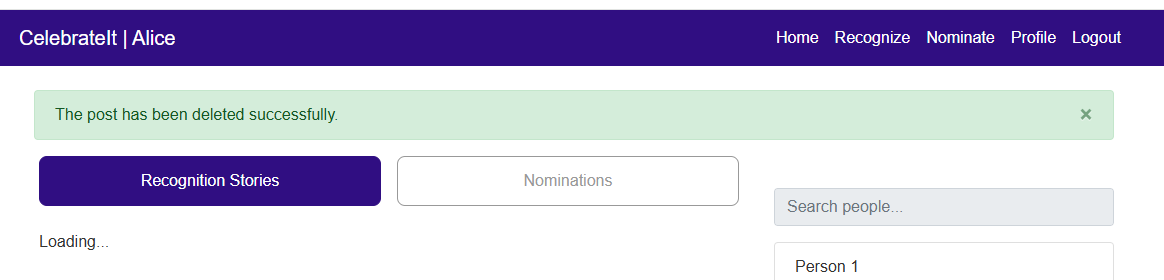 CelebrateIt | Alice
Home Recognize Nominate Profile Logout
The post has been deleted successfully. ×
Recognition Stories
Nominations
Search people...
Loading...
Person 1